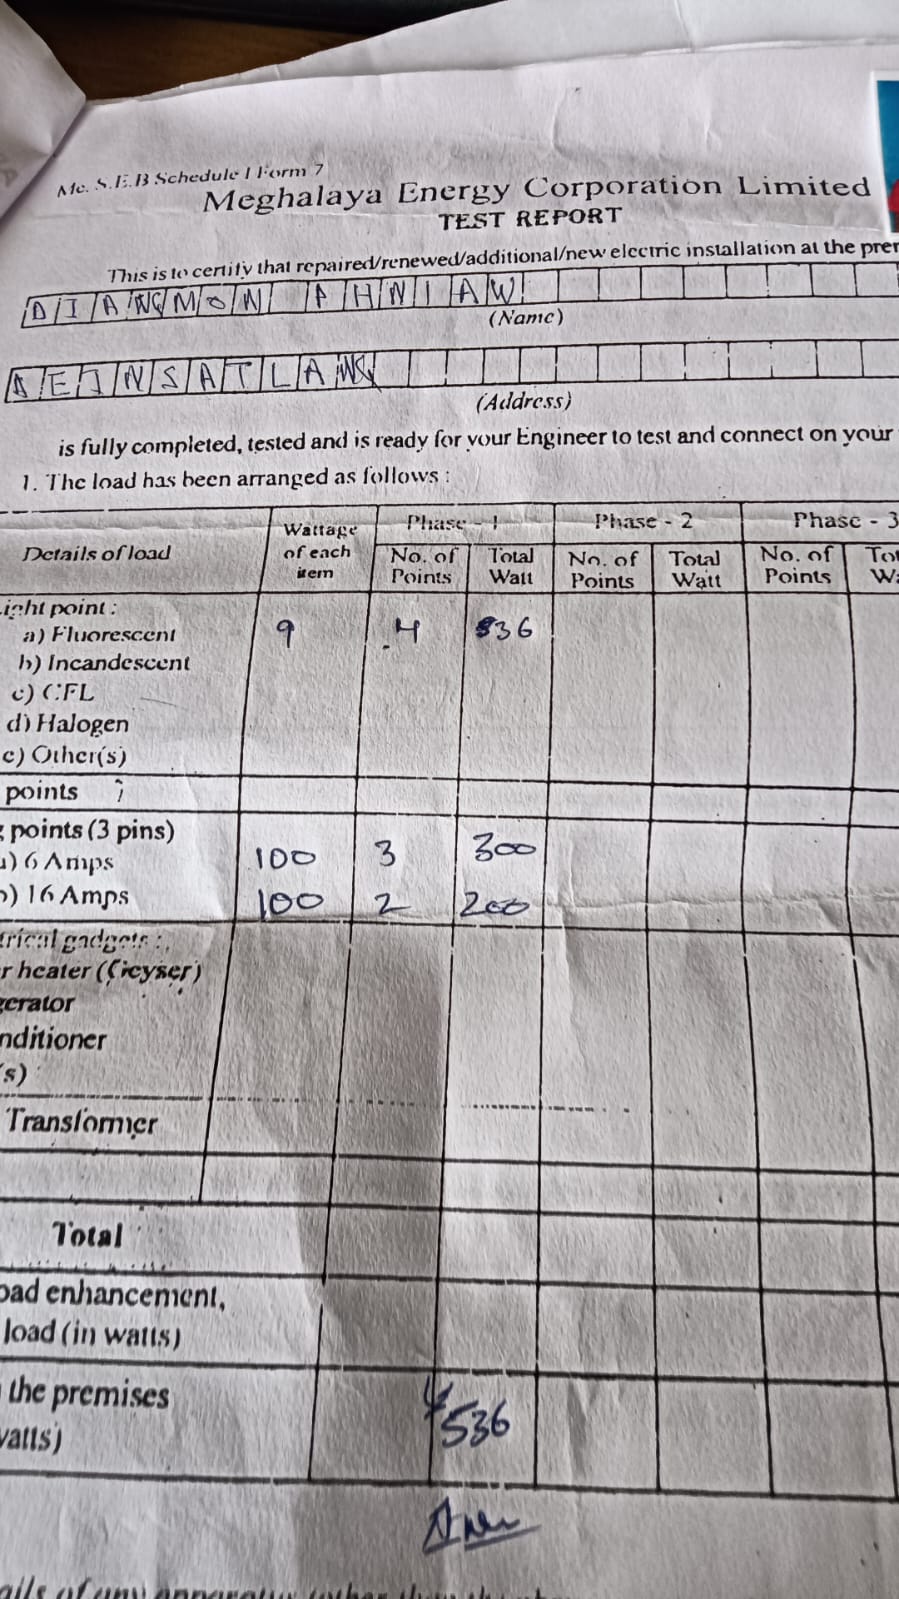 Me. S.E.B Schedule I Form 7
Meghalaya Energy Corporation Limited
TEST REPORT
This is to certify that repaired/renewed/additional/new electric installation at the prer
DIANGMON AHNIAW
(Name)
DEINSATLANG
(Address)
is fully completed, tested and is ready for your Engineer to test and connect on your
1. The load has been arranged as follows :
Details of load Wattage of each item Phase - 1 Phase - 2 Phase - 3
No. of Points Total Watt No. of Points Total Watt No. of Points
ight point :
a) Fluorescent 9 4 36
b) Incandescent
c) CFL
d) Halogen
e) Other(s)
points
points (3 pins)
a) 6 Amps 100 3 300
b) 16 Amps 100 2 200
trical gadgets :
r heater (Geyser)
gerator
nditioner
(s)
Transformer
Total
oad enhancement,
load (in watts)
the premises
watts) 536